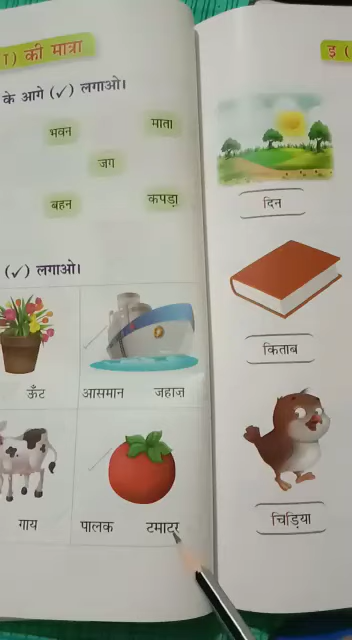 ा) की मात्रा
के आगे (✓) लगाओ।
भवन
माता
जग
बहन
कपड़ा
(✓) लगाओ।
ऊँट
आसमान जहाज़
गाय
पालक टमाटर
इ (
दिन
किताब
चिड़िया